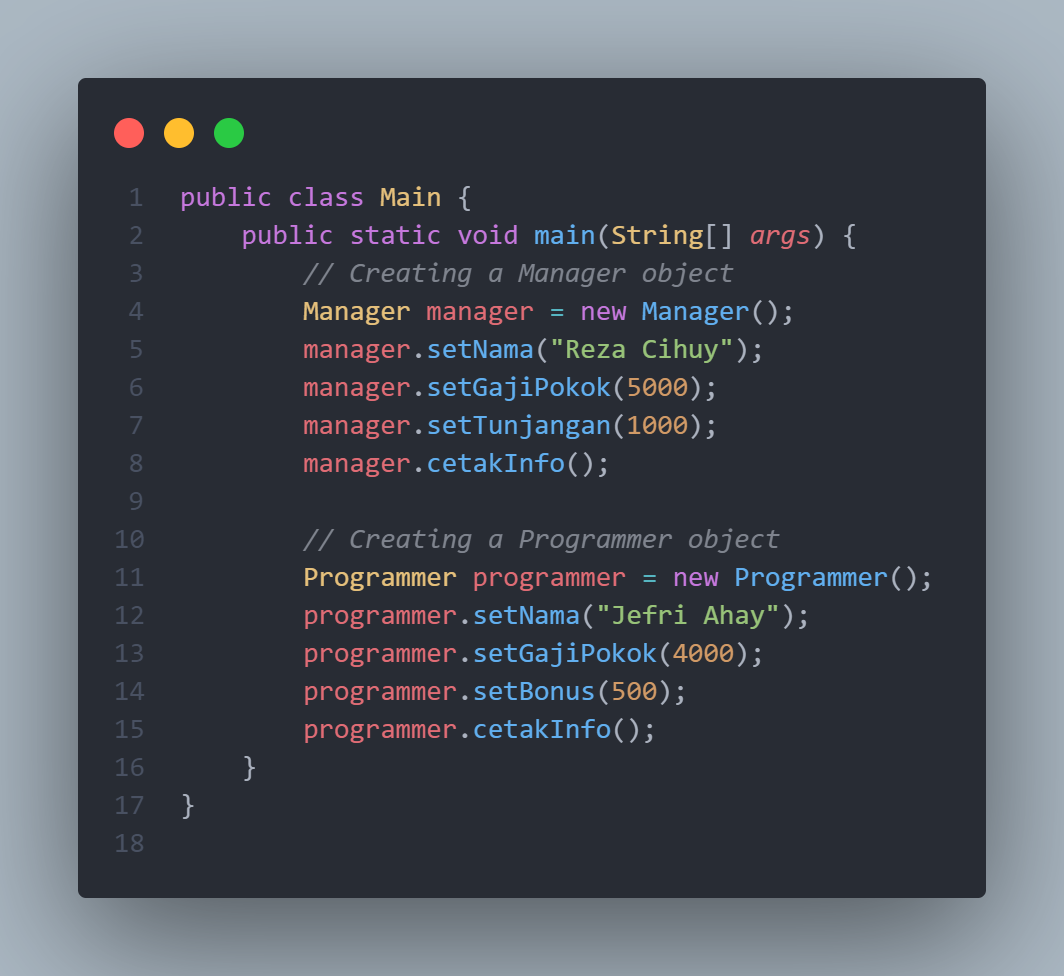 1 public class Main {
2     public static void main(String[] args) {
3         // Creating a Manager object
4         Manager manager = new Manager();
5         manager.setNama("Reza Cihuy");
6         manager.setGajiPokok(5000);
7         manager.setTunjangan(1000);
8         manager.cetakInfo();
9
10         // Creating a Programmer object
11         Programmer programmer = new Programmer();
12         programmer.setNama("Jefri Ahay");
13         programmer.setGajiPokok(4000);
14         programmer.setBonus(500);
15         programmer.cetakInfo();
16     }
17 }
18